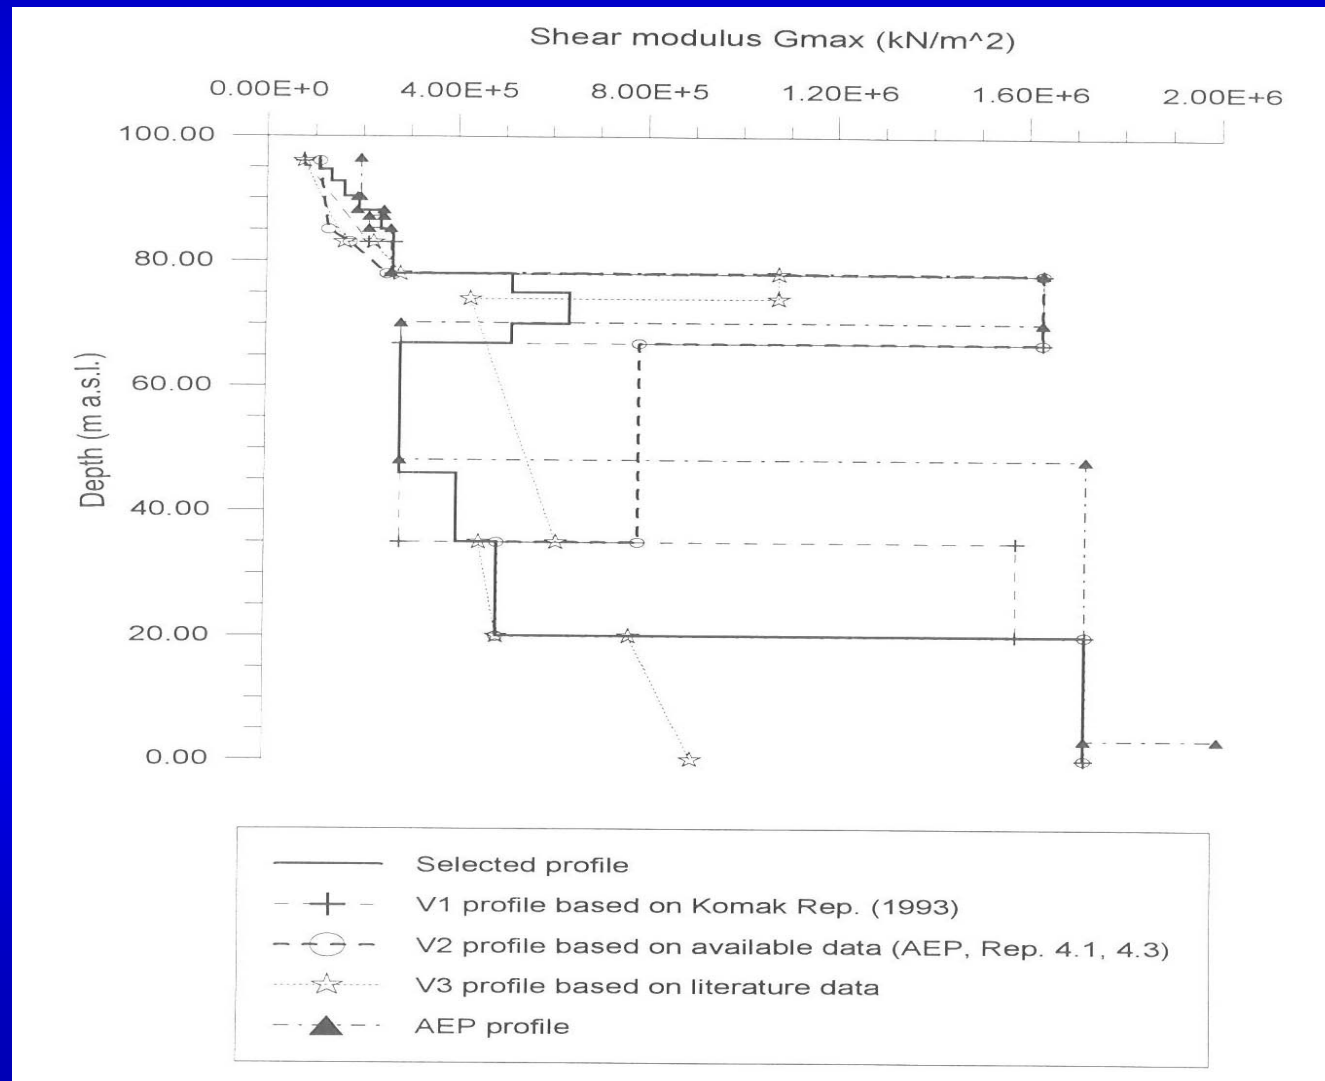 Shear modulus Gmax (kN/m^2)
0.00E+0 4.00E+5 8.00E+5 1.20E+6 1.60E+6 2.00E+6
100.00
80.00
60.00
40.00
20.00
0.00
Depth (m a.s.l.)
Selected profile
V1 profile based on Komak Rep. (1993)
V2 profile based on available data (AEP, Rep. 4.1, 4.3)
V3 profile based on literature data
AEP profile